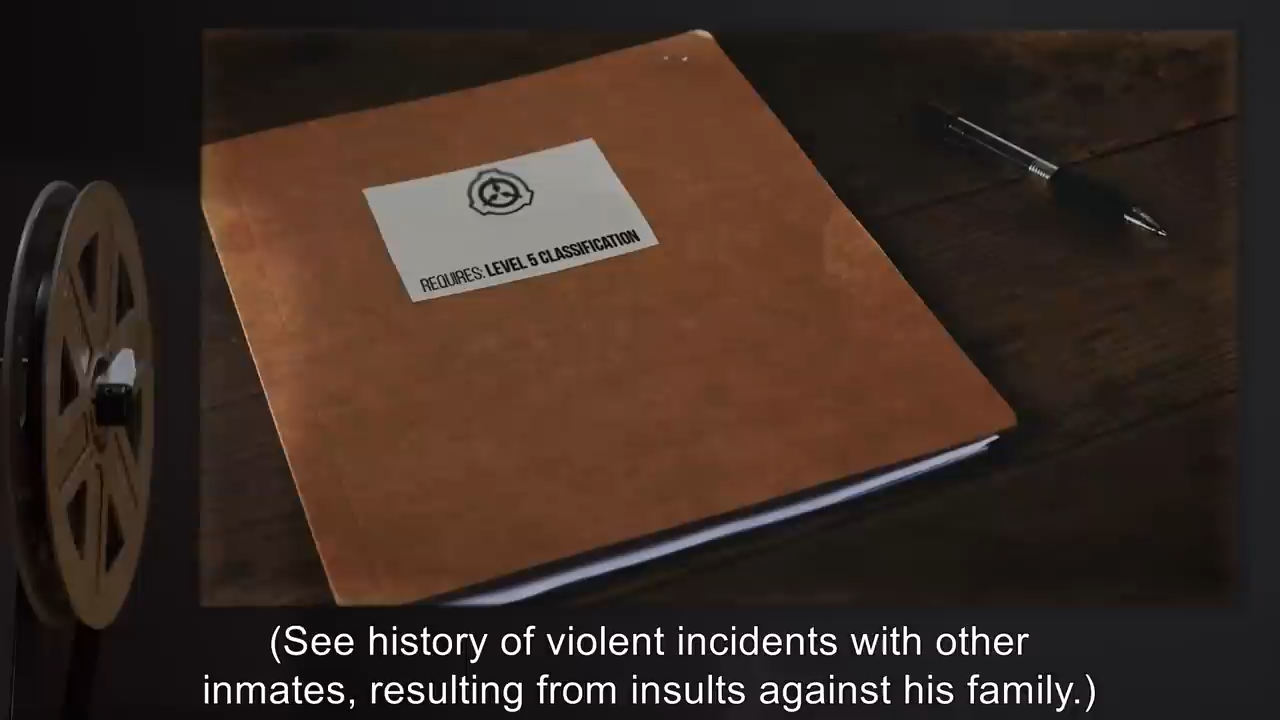 REQUIRES: LEVEL 5 CLASSIFICATION
(See history of violent incidents with other
inmates, resulting from insults against his family.)